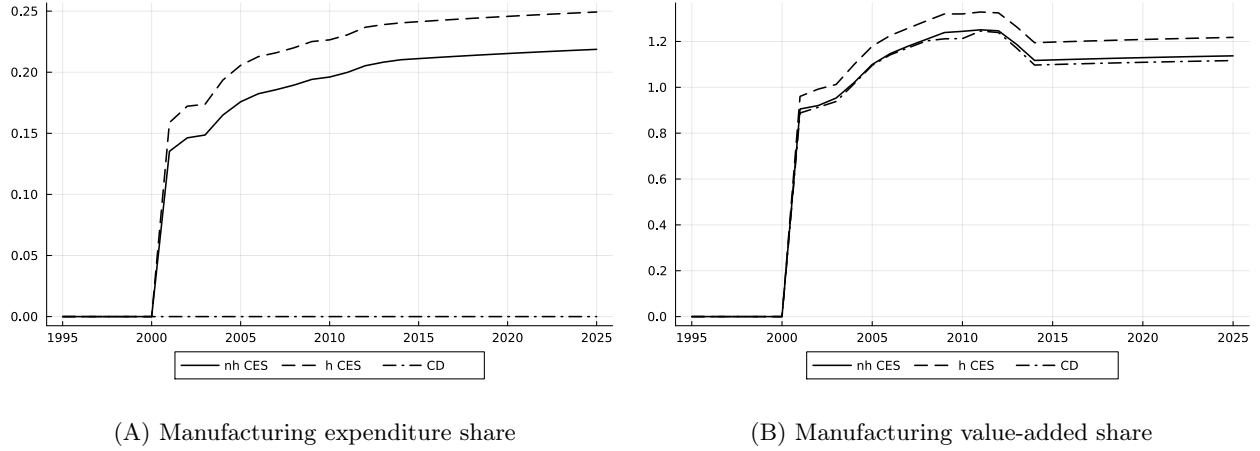 0.25
0.20
0.15
0.10
0.05
0.00
1995 2000 2005 2010 2015 2020 2025
nh CES h CES CD
(A) Manufacturing expenditure share
1.2
1.0
0.8
0.6
0.4
0.2
0.0
1995 2000 2005 2010 2015 2020 2025
nh CES h CES CD
(B) Manufacturing value-added share